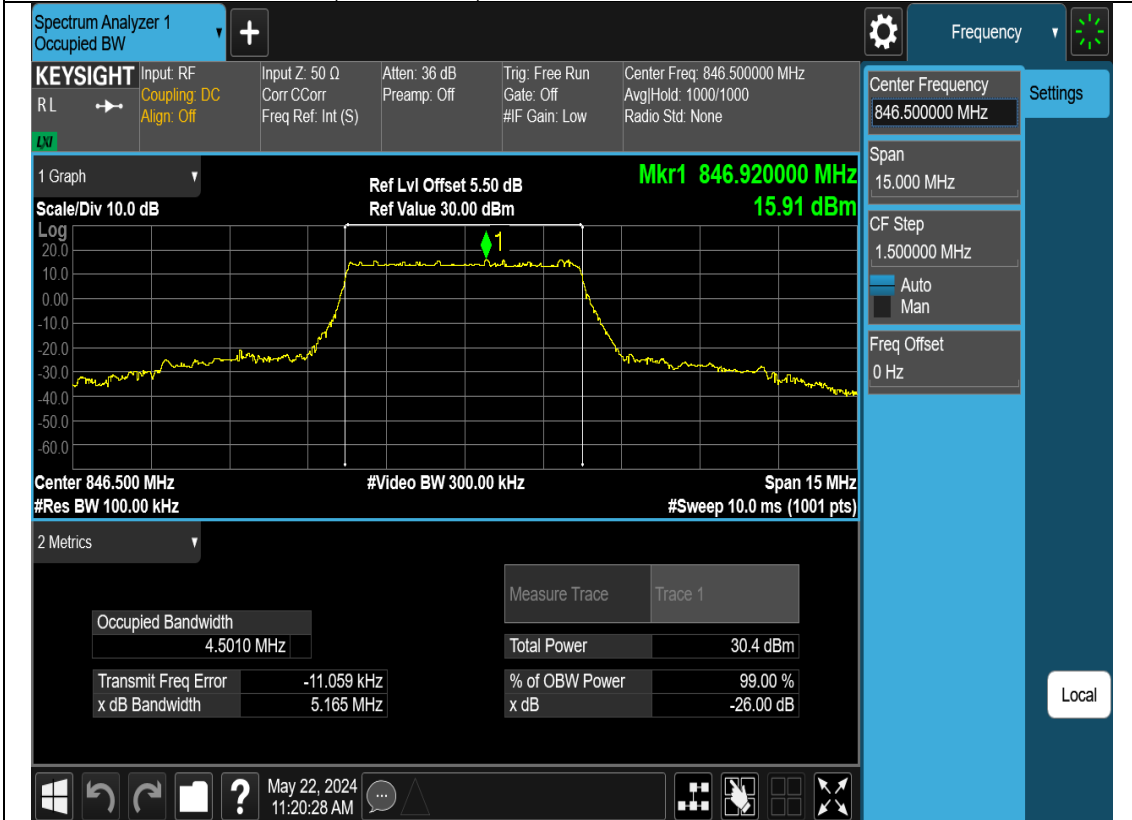 Spectrum Analyzer 1
Occupied BW
+
Frequency
KEYSIGHT
RL
LXI
Input: RF
Coupling: DC
Align: Off
Input Z: 50 Ω
Corr CCorr
Freq Ref: Int (S)
Atten: 36 dB
Preamp: Off
Trig: Free Run
Gate: Off
#IF Gain: Low
Center Freq: 846.500000 MHz
Avg|Hold: 1000/1000
Radio Std: None
Center Frequency
846.500000 MHz
Settings
Span
15.000 MHz
CF Step
1.500000 MHz
Auto
Man
Freq Offset
0 Hz
Local
1 Graph
Scale/Div 10.0 dB
Ref Lvl Offset 5.50 dB
Ref Value 30.00 dBm
Mkr1 846.920000 MHz
15.91 dBm
Log
1
20.0
10.0
0.00
-10.0
-20.0
-30.0
-40.0
-50.0
-60.0
Center 846.500 MHz
#Video BW 300.00 kHz
Span 15 MHz
#Res BW 100.00 kHz
#Sweep 10.0 ms (1001 pts)
2 Metrics
Measure Trace Trace 1
Occupied Bandwidth
4.5010 MHz
Total Power 30.4 dBm
Transmit Freq Error -11.059 kHz
% of OBW Power 99.00 %
x dB Bandwidth 5.165 MHz
x dB -26.00 dB
?
May 22, 2024
11:20:28 AM